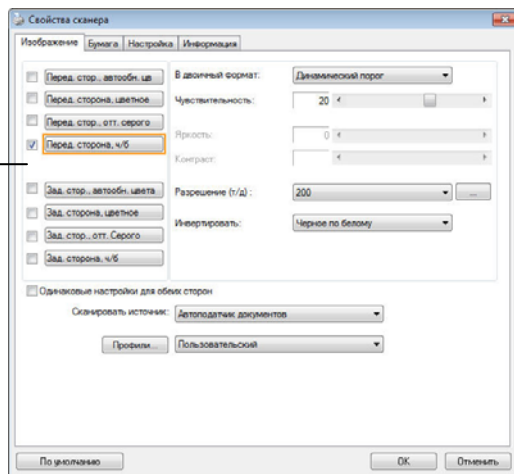 Свойства сканера
Изображение Бумага Настройка Информация
Перед. стор., автообн. цв
Перед. сторона, цветное
Перед. стор., отт. серого
Перед. сторона, ч/б
Зад. стор., автообн. цвета
Зад. сторона, цветное
Зад. стор., отт. Серого
Зад. сторона, ч/б
В двоичный формат: Динамический порог
Чувствительность: 20
Яркость: 0
Контраст:
Разрешение (т/д) : 200 ...
Инвертировать: Черное по белому
Одинаковые настройки для обеих сторон
Сканировать источник: Автоподатчик документов
Профили... Пользовательский
По умолчанию OK Отменить